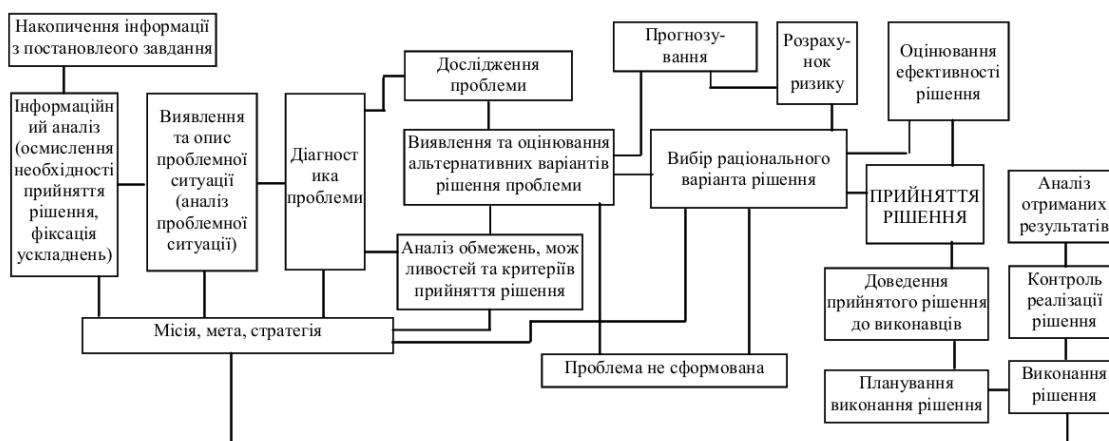 Накопичення інформації
з постановлеого завдання
Інформаційн
ий аналіз
(осмислення
необхідності
прийняття
рішення,
фіксація
ускладнень)
Виявлення
та опис
проблемної
ситуації
(аналіз
проблемної
ситуації)
Діагност
ика
проблеми
Дослідження
проблеми
Виявлення та оцінювання
альтернативних варіантів
рішення проблеми
Аналіз обмежень, мож
ливостей та критеріїв
прийняття рішення
Місія, мета, стратегія
Прогнозу-
вання
Розраху-
нок
ризику
Вибір раціонального
варіанта рішення
Проблема не сформована
Оцінювання
ефективності
рішення
ПРИЙНЯТТЯ
РІШЕННЯ
Доведення
прийнятого рішення
до виконавців
Планування
виконання рішення
Аналіз
отриманих
результатів
Контроль
реалізації
рішення
Виконання
рішення